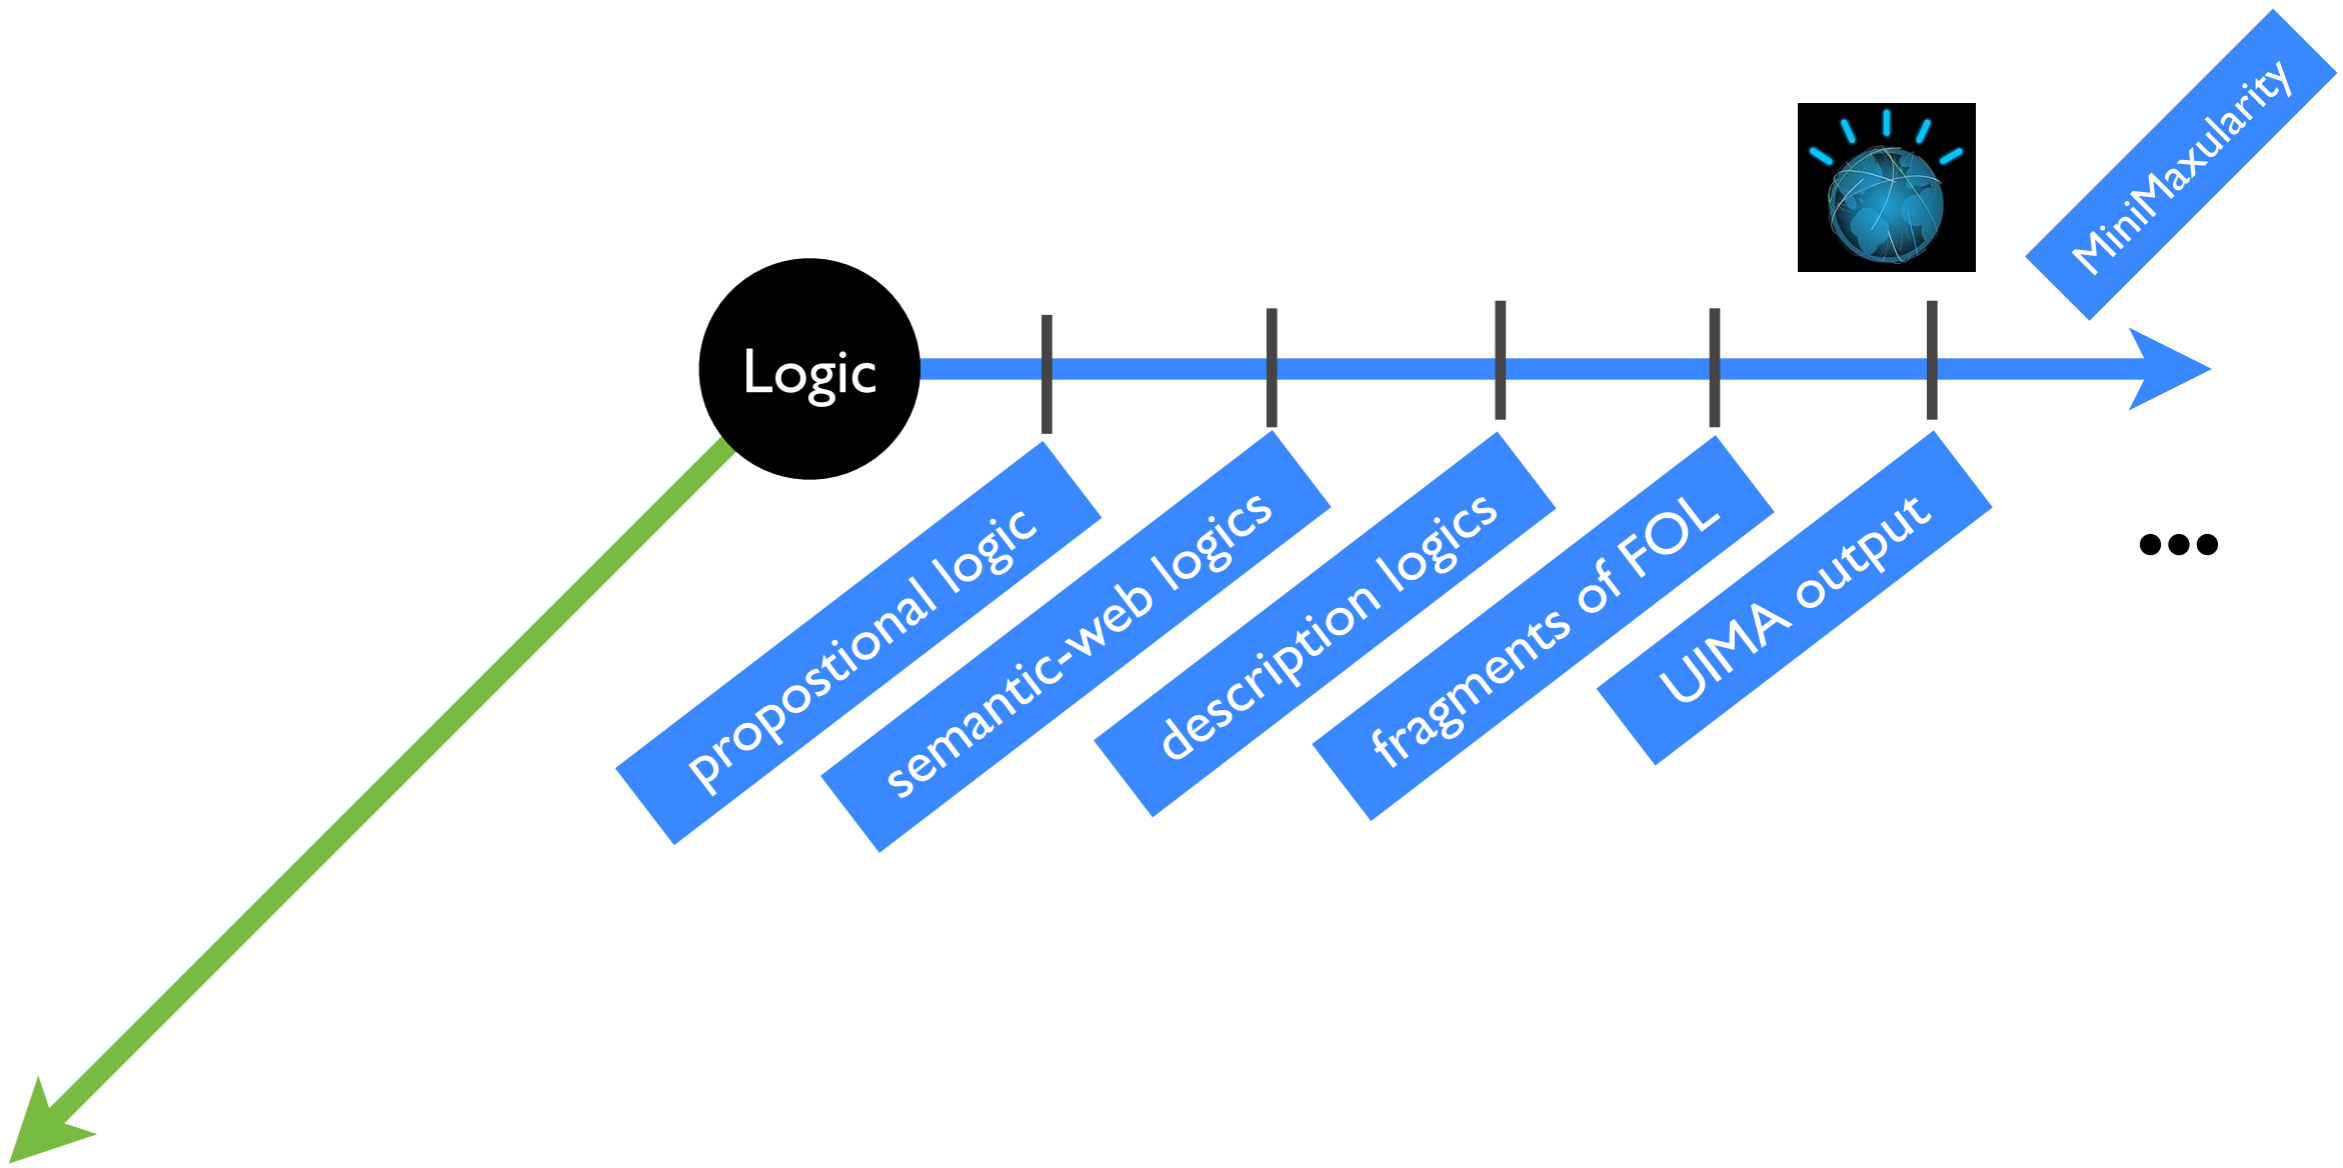 MiniMaxularity
Logic
propostional logic
semantic-web logics
description logics
fragments of FOL
UIMA output
...